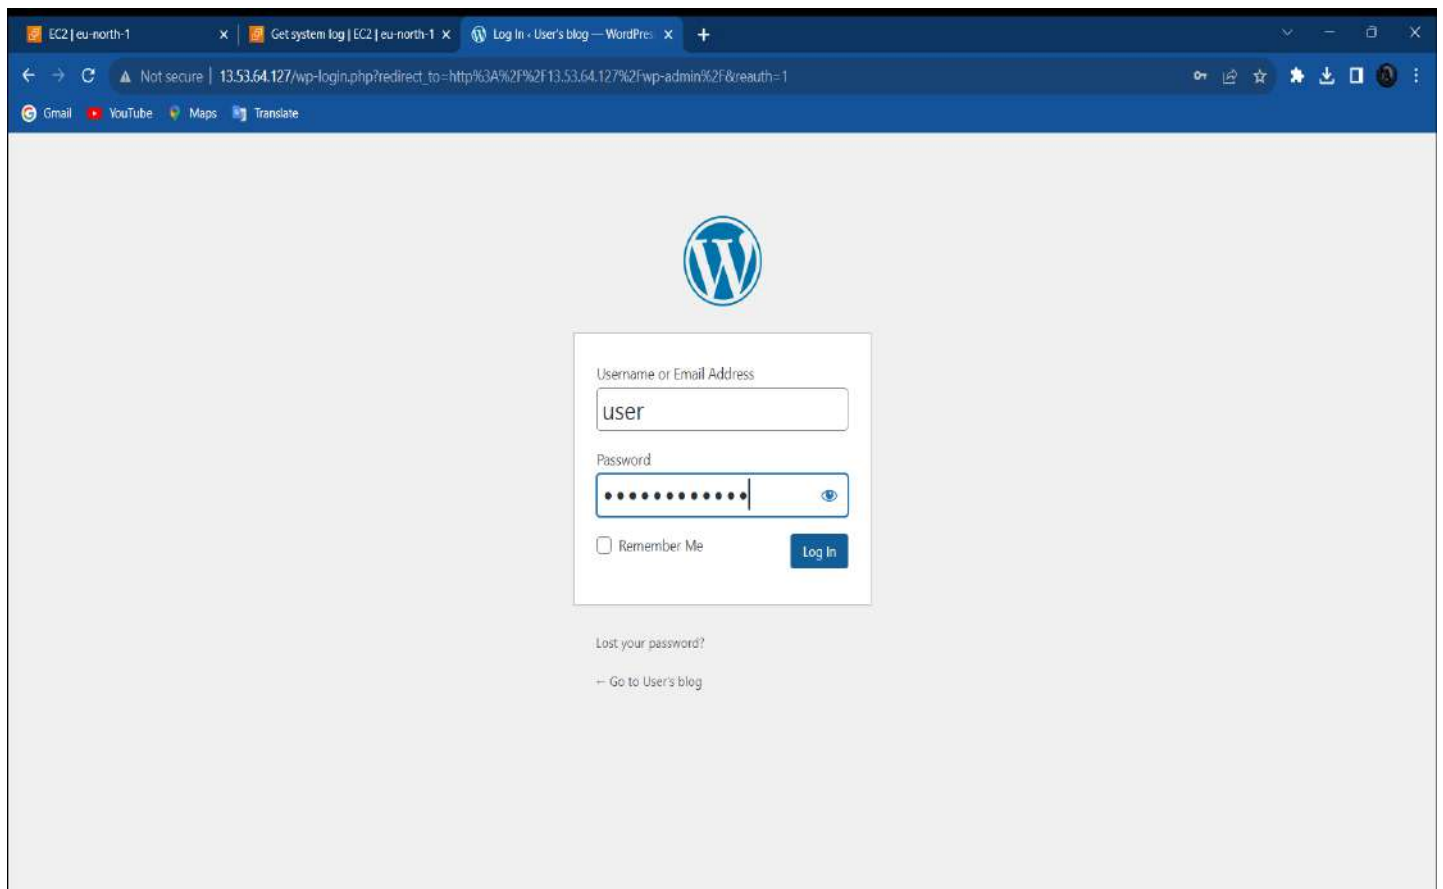 EC2 | eu-north-1
Get system log | EC2 | eu-north-1
Log In ‹ User's blog — WordPres
Not secure | 13.53.64.127/wp-login.php?redirect_to=http%3A%2F%2F13.53.64.127%2Fwp-admin%2F&reauth=1
Gmail YouTube Maps Translate
Username or Email Address
user
Password
Remember Me
Log In
Lost your password?
← Go to User's blog